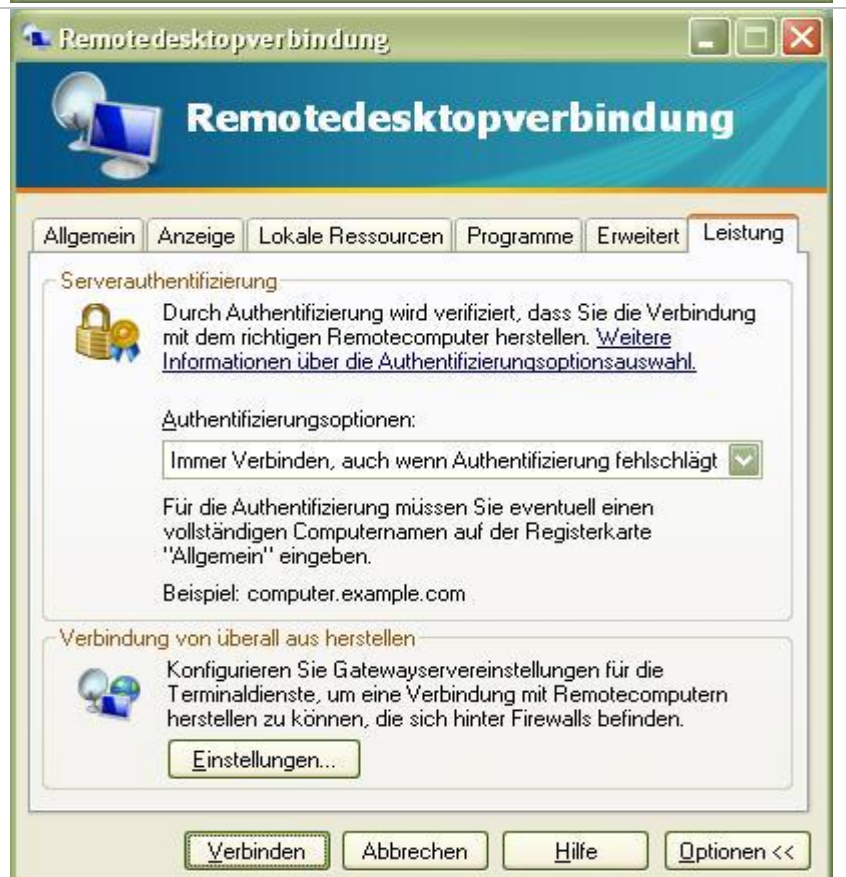 Remotedesktopverbindung
Remotedesktopverbindung
Allgemein Anzeige Lokale Ressourcen Programme Erweitert Leistung
Serverauthentifizierung
Durch Authentifizierung wird verifiziert, dass Sie die Verbindung
mit dem richtigen Remotecomputer herstellen. Weitere
Informationen über die Authentifizierungsoptionsauswahl.
Authentifizierungsoptionen:
Immer Verbinden, auch wenn Authentifizierung fehlschlägt
Für die Authentifizierung müssen Sie eventuell einen
vollständigen Computernamen auf der Registerkarte
"Allgemein" eingeben.
Beispiel: computer.example.com
Verbindung von überall aus herstellen
Konfigurieren Sie Gatewayservereinstellungen für die
Terminaldienste, um eine Verbindung mit Remotecomputern
herstellen zu können, die sich hinter Firewalls befinden.
Einstellungen...
Verbinden Abbrechen Hilfe Optionen <<